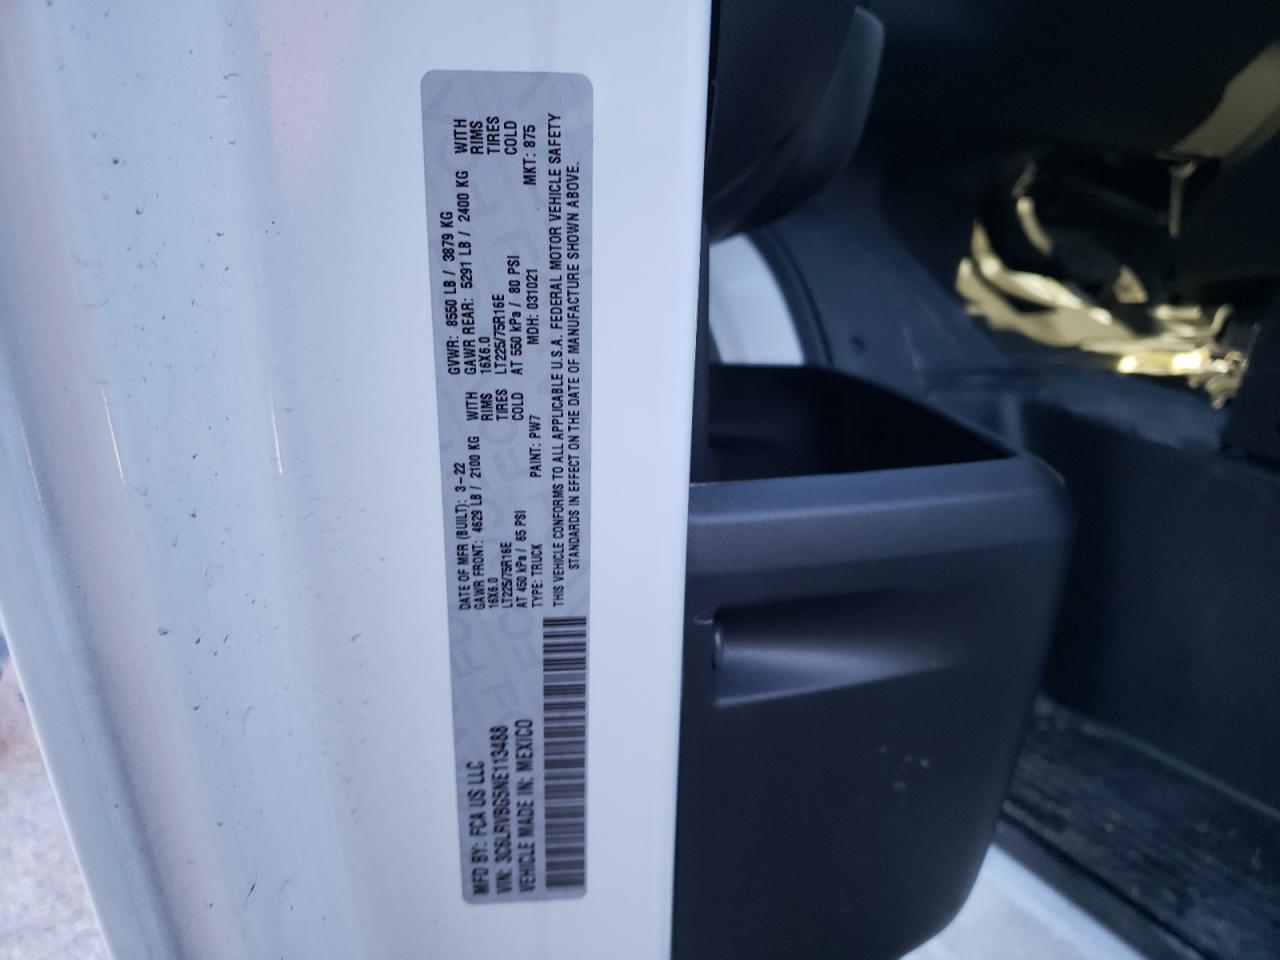 MFD BY: FCA US LLC
VIN: 3C6LRVBG5NE113488
VEHICLE MADE IN: MEXICO
DATE OF MFR (BUILT): 3-22 GVWR: 8550 LB / 3879 KG
GAWR FRONT: 4629 LB / 2100 KG WITH GAWR REAR: 5291 LB / 2400 KG WITH
16X6.0 RIMS 16X6.0 RIMS
LT225/75R16E TIRES LT225/75R16E TIRES
AT 450 kPa / 65 PSI COLD AT 550 kPa / 80 PSI COLD
TYPE: TRUCK PAINT: PW7 MDH: 031021 MKT: 875
THIS VEHICLE CONFORMS TO ALL APPLICABLE U.S.A. FEDERAL MOTOR VEHICLE SAFETY
STANDARDS IN EFFECT ON THE DATE OF MANUFACTURE SHOWN ABOVE.